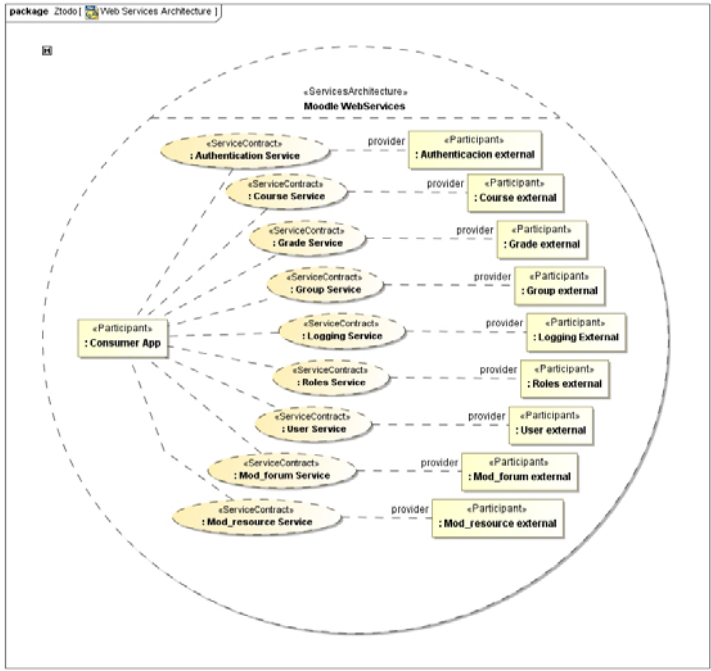 package Ztodo [ Web Services Architecture ]
«ServicesArchitecture»
Moodle WebServices
«ServiceContract»
: Authentication Service
provider
«Participant»
: Authenticacion external
«ServiceContract»
: Course Service
provider
«Participant»
: Course external
«ServiceContract»
: Grade Service
provider
«Participant»
: Grade external
«ServiceContract»
: Group Service
provider
«Participant»
: Group external
«Participant»
: Consumer App
«ServiceContract»
: Logging Service
provider
«Participant»
: Logging External
«ServiceContract»
: Roles Service
provider
«Participant»
: Roles external
«ServiceContract»
: User Service
provider
«Participant»
: User external
«ServiceContract»
: Mod_forum Service
provider
«Participant»
: Mod_forum external
«ServiceContract»
: Mod_resource Service
provider
«Participant»
: Mod_resource external